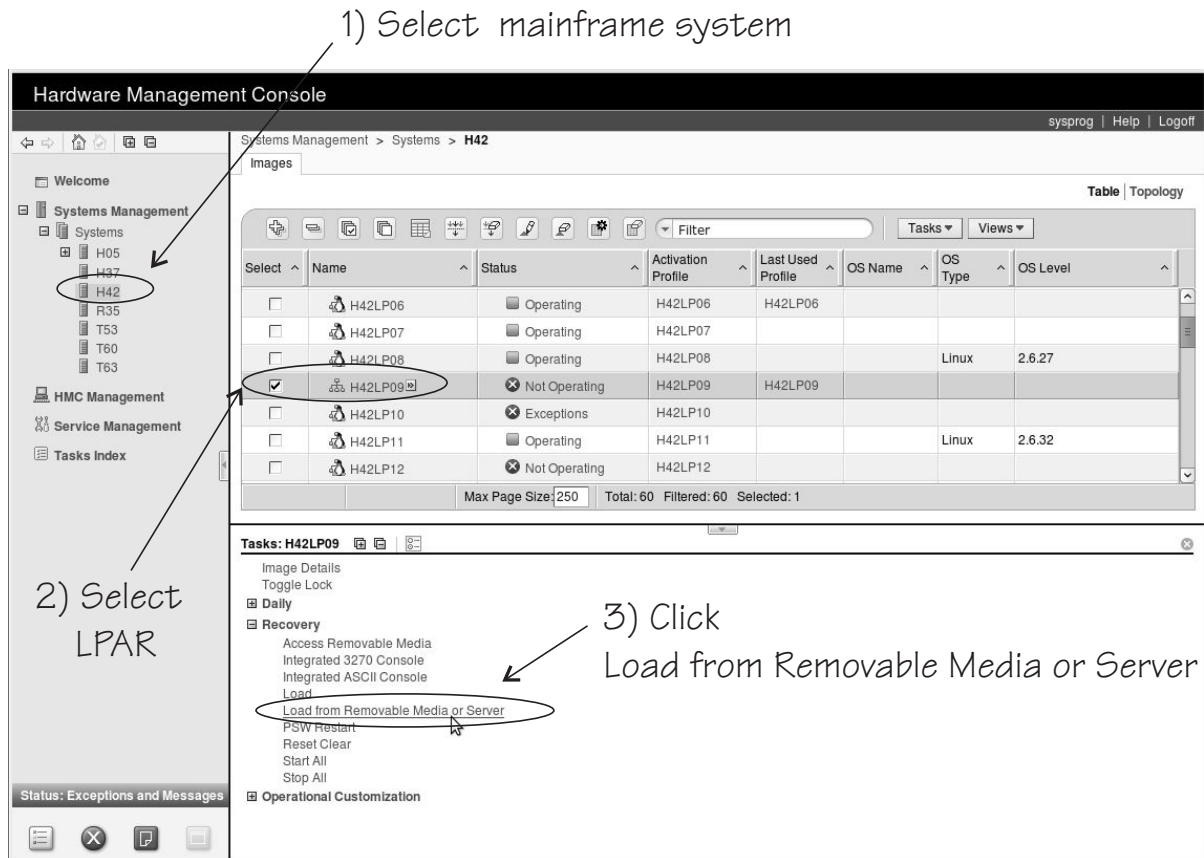 1) Select mainframe system
Hardware Management Console
sysprog | Help | Logoff
Systems Management > Systems > H42
Images
Welcome
Systems Management
Systems
H05
H37
H42
R35
T53
T60
T63
HMC Management
Service Management
Tasks Index
Table | Topology
Filter Tasks Views
Select Name Status Activation Profile Last Used Profile OS Name OS Type OS Level
H42LP06 Operating H42LP06 H42LP06
H42LP07 Operating H42LP07
H42LP08 Operating H42LP08 Linux 2.6.27
H42LP09 Not Operating H42LP09 H42LP09
H42LP10 Exceptions H42LP10
H42LP11 Operating H42LP11 Linux 2.6.32
H42LP12 Not Operating H42LP12
Max Page Size: 250 Total: 60 Filtered: 60 Selected: 1
2) Select
LPAR
Tasks: H42LP09
Image Details
Toggle Lock
Daily
Recovery
Access Removable Media
Integrated 3270 Console
Integrated ASCII Console
Load
Load from Removable Media or Server
PSW Restart
Reset Clear
Start All
Stop All
Operational Customization
3) Click
Load from Removable Media or Server
Status: Exceptions and Messages